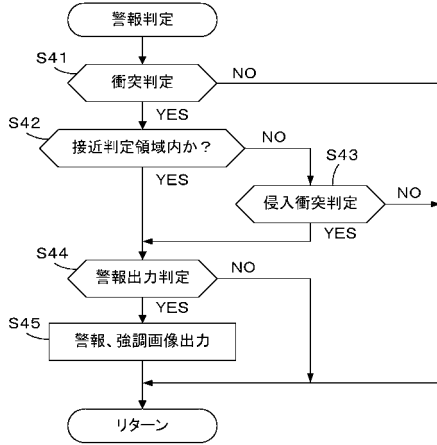 警報判定
S41
衝突判定
NO
YES
S42
接近判定領域内か?
NO
YES
S43
侵入衝突判定
NO
YES
S44
警報出力判定
NO
YES
S45
警報、強調画像出力
リターン